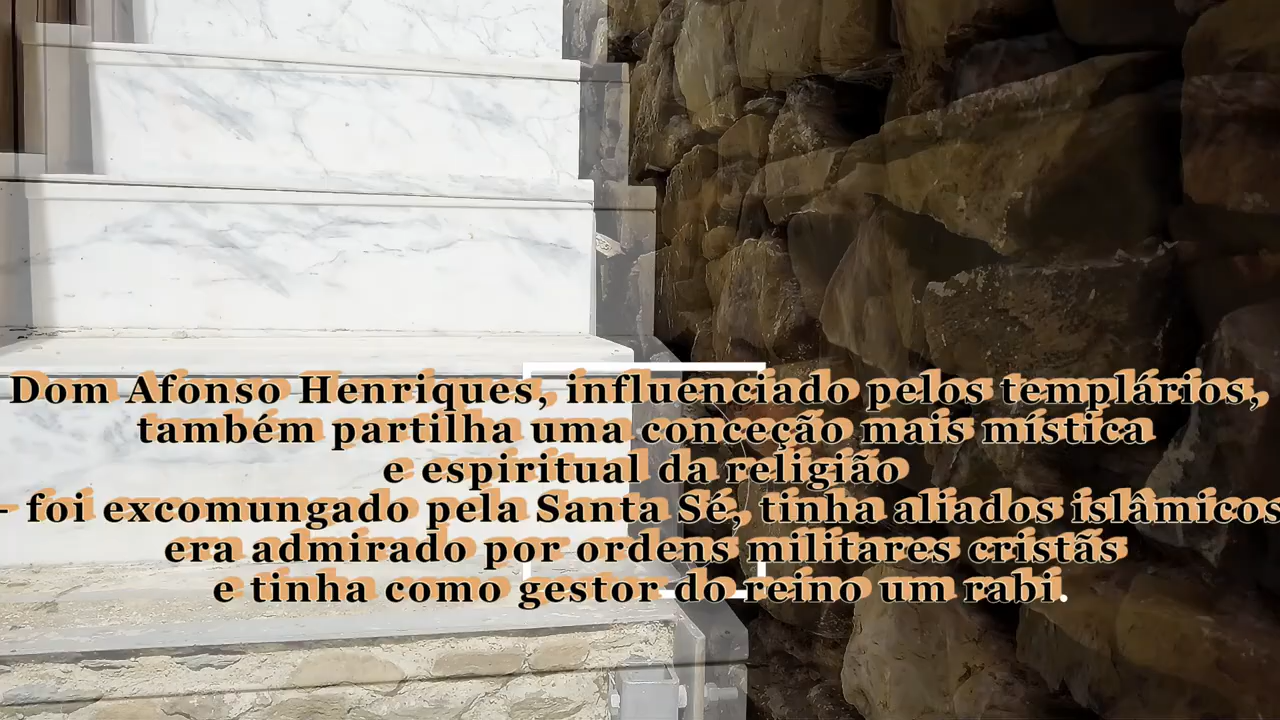 Dom Afonso Henriques, influenciado pelos templários,
também partilha uma conceção mais mística
e espiritual da religião
- foi excomungado pela Santa Sé, tinha aliados islâmicos
era admirado por ordens militares cristãs
e tinha como gestor do reino um rabi.